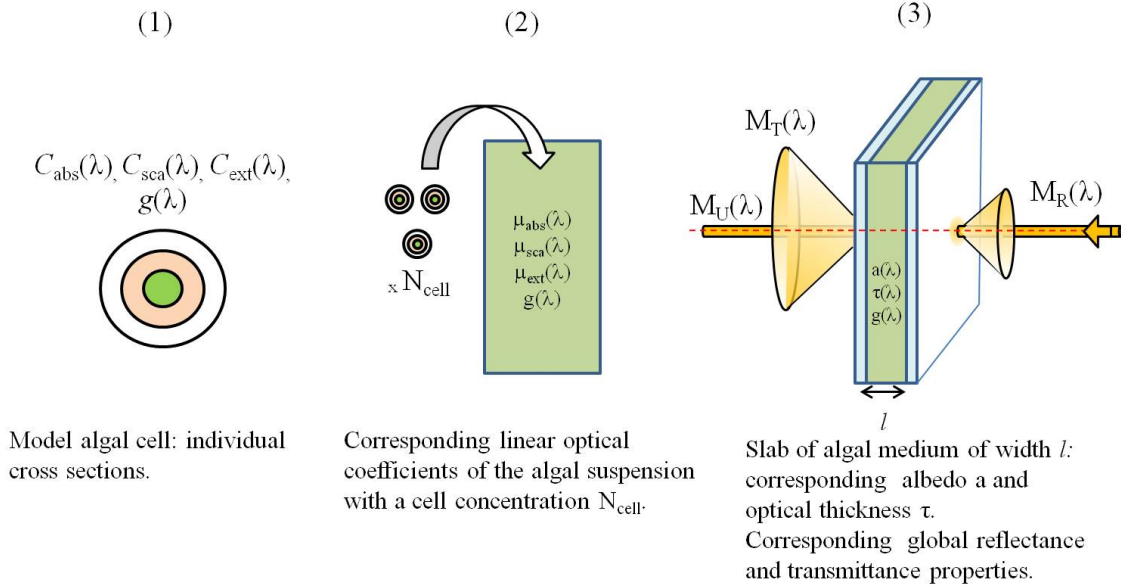 (1)
(2)
(3)
C_abs(λ), C_sca(λ), C_ext(λ),
g(λ)
x N_cell
μ_abs(λ)
μ_sca(λ)
μ_ext(λ)
g(λ)
M_T(λ)
M_U(λ)
M_R(λ)
a(λ)
τ(λ)
g(λ)
l
Model algal cell: individual
cross sections.
Corresponding linear optical
coefficients of the algal suspension
with a cell concentration N_cell.
Slab of algal medium of width l:
corresponding albedo a and
optical thickness τ.
Corresponding global reflectance
and transmittance properties.